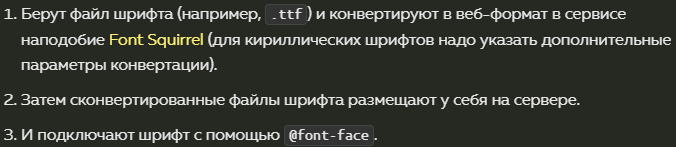 1. Берут файл шрифта (например, .ttf) и конвертируют в веб-формат в сервисе
наподобие Font Squirrel (для кириллических шрифтов надо указать дополнительные
параметры конвертации).
2. Затем сконвертированные файлы шрифта размещают у себя на сервере.
3. И подключают шрифт с помощью @font-face.